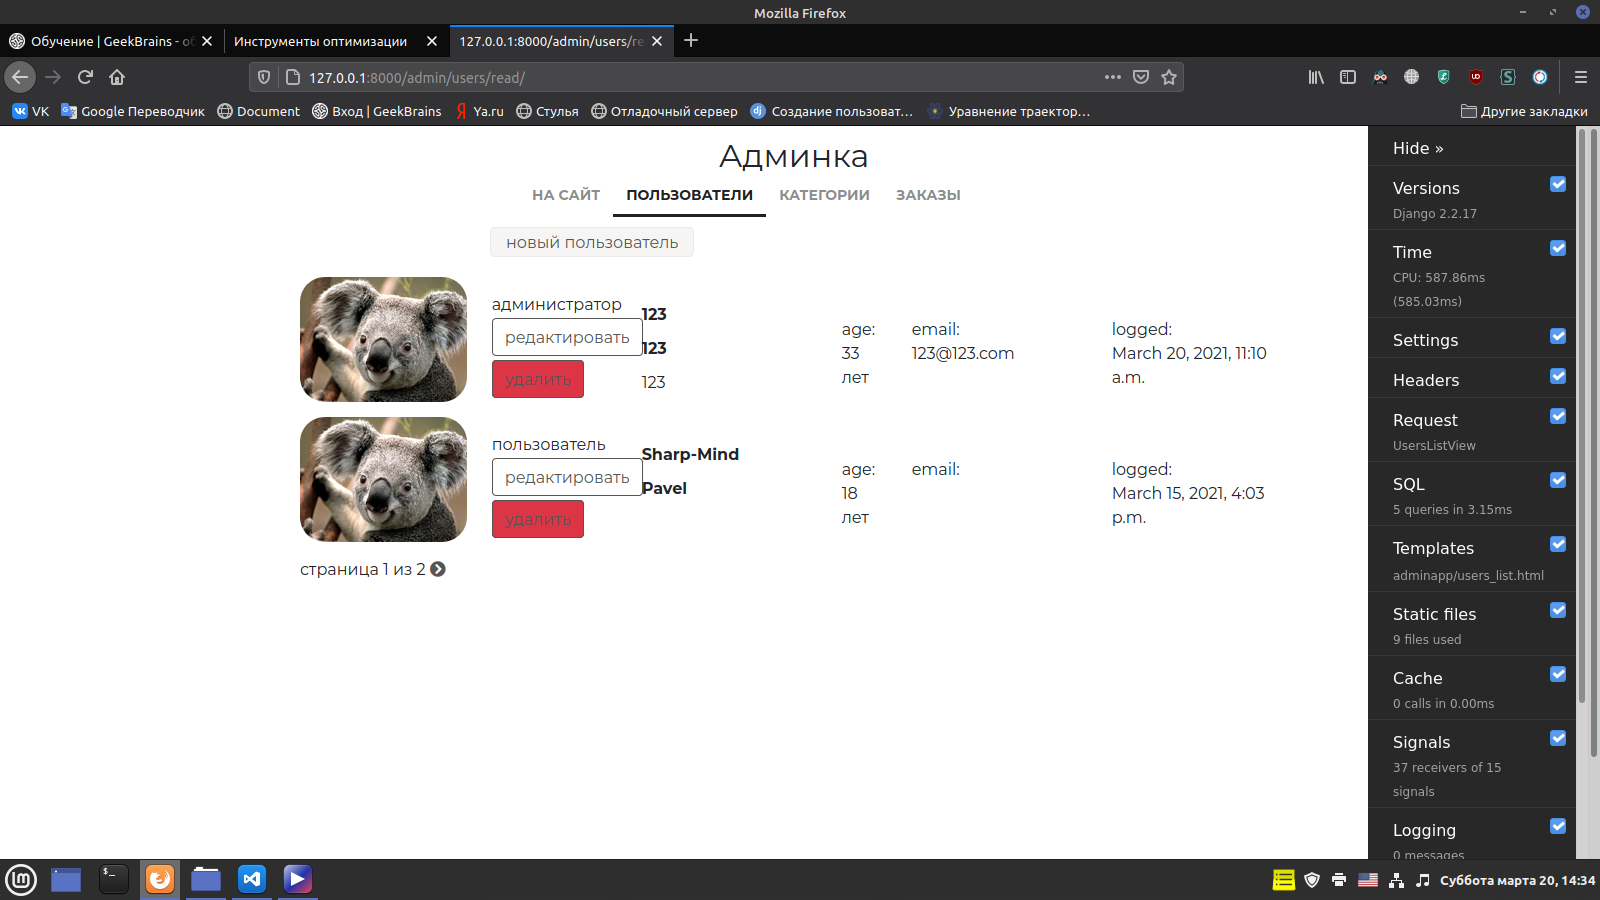 Mozilla Firefox
Обучение | GeekBrains - об
Инструменты оптимизации
127.0.0.1:8000/admin/users/re
127.0.0.1:8000/admin/users/read/
VK
Google Переводчик
Document
Вход | GeekBrains
Ya.ru
Стулья
Отладочный сервер
Создание пользоват…
Уравнение траектор…
Другие закладки
Админка
НА САЙТ
ПОЛЬЗОВАТЕЛИ
КАТЕГОРИИ
ЗАКАЗЫ
новый пользователь
администратор
редактировать
удалить
123
123
123
age:
33
лет
email:
123@123.com
logged:
March 20, 2021, 11:10
a.m.
пользователь
редактировать
удалить
Sharp-Mind
Pavel
age:
18
лет
email:
logged:
March 15, 2021, 4:03
p.m.
страница 1 из 2
Hide »
Versions
Django 2.2.17
Time
CPU: 587.86ms
(585.03ms)
Settings
Headers
Request
UsersListView
SQL
5 queries in 3.15ms
Templates
adminapp/users_list.html
Static files
9 files used
Cache
0 calls in 0.00ms
Signals
37 receivers of 15
signals
Logging
0 messages
Суббота марта 20, 14:34